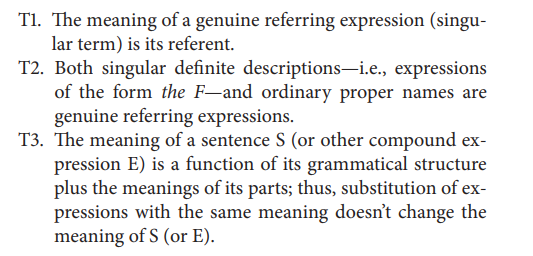 T1. The meaning of a genuine referring expression (singu-
lar term) is its referent.
T2. Both singular definite descriptions—i.e., expressions
of the form the F—and ordinary proper names are
genuine referring expressions.
T3. The meaning of a sentence S (or other compound ex-
pression E) is a function of its grammatical structure
plus the meanings of its parts; thus, substitution of ex-
pressions with the same meaning doesn’t change the
meaning of S (or E).